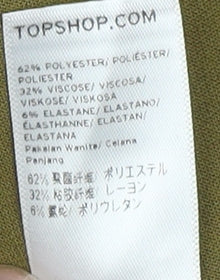 TOPSHOP.COM
62% POLYESTER/ POLIÉSTER/
POLIESTER
32% VISCOSE/ VISCOSA/
VISKOSE/ VISKOSA
6% ELASTANE/ ELASTANO/
ÉLASTHANNE/ ELASTAN/
ELASTANA
Pakaian Wanita/ Celana
Panjang
62% 聚酯纤维/ ポリエステル
32% 粘胶纤维/ レーヨン
6% 氨纶/ ポリウレタン